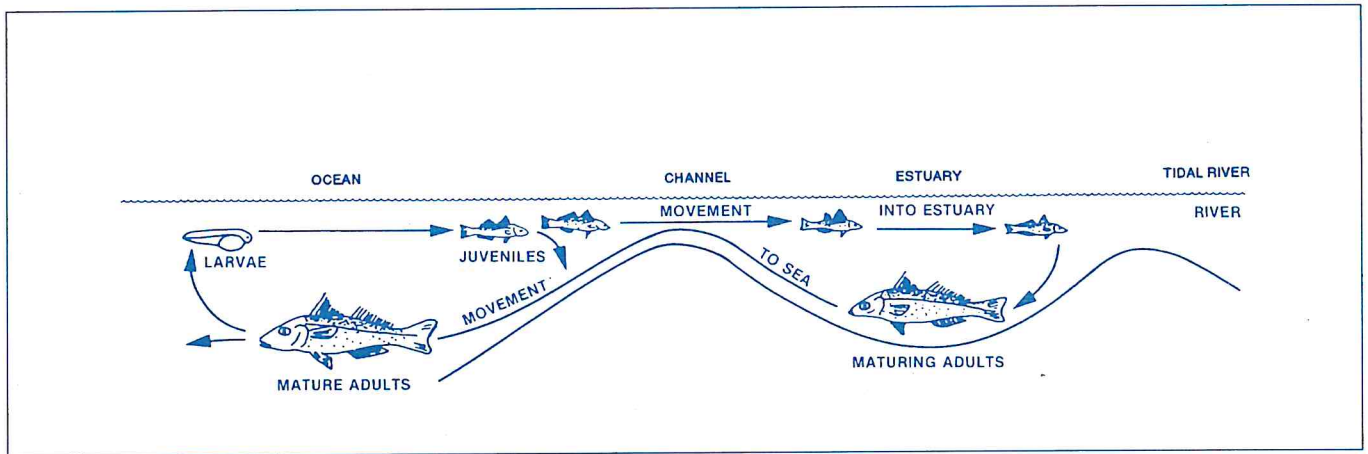 OCEAN
CHANNEL
ESTUARY
TIDAL RIVER
MOVEMENT
INTO ESTUARY
RIVER
LARVAE
JUVENILES
MOVEMENT
TO SEA
MATURE ADULTS
MATURING ADULTS